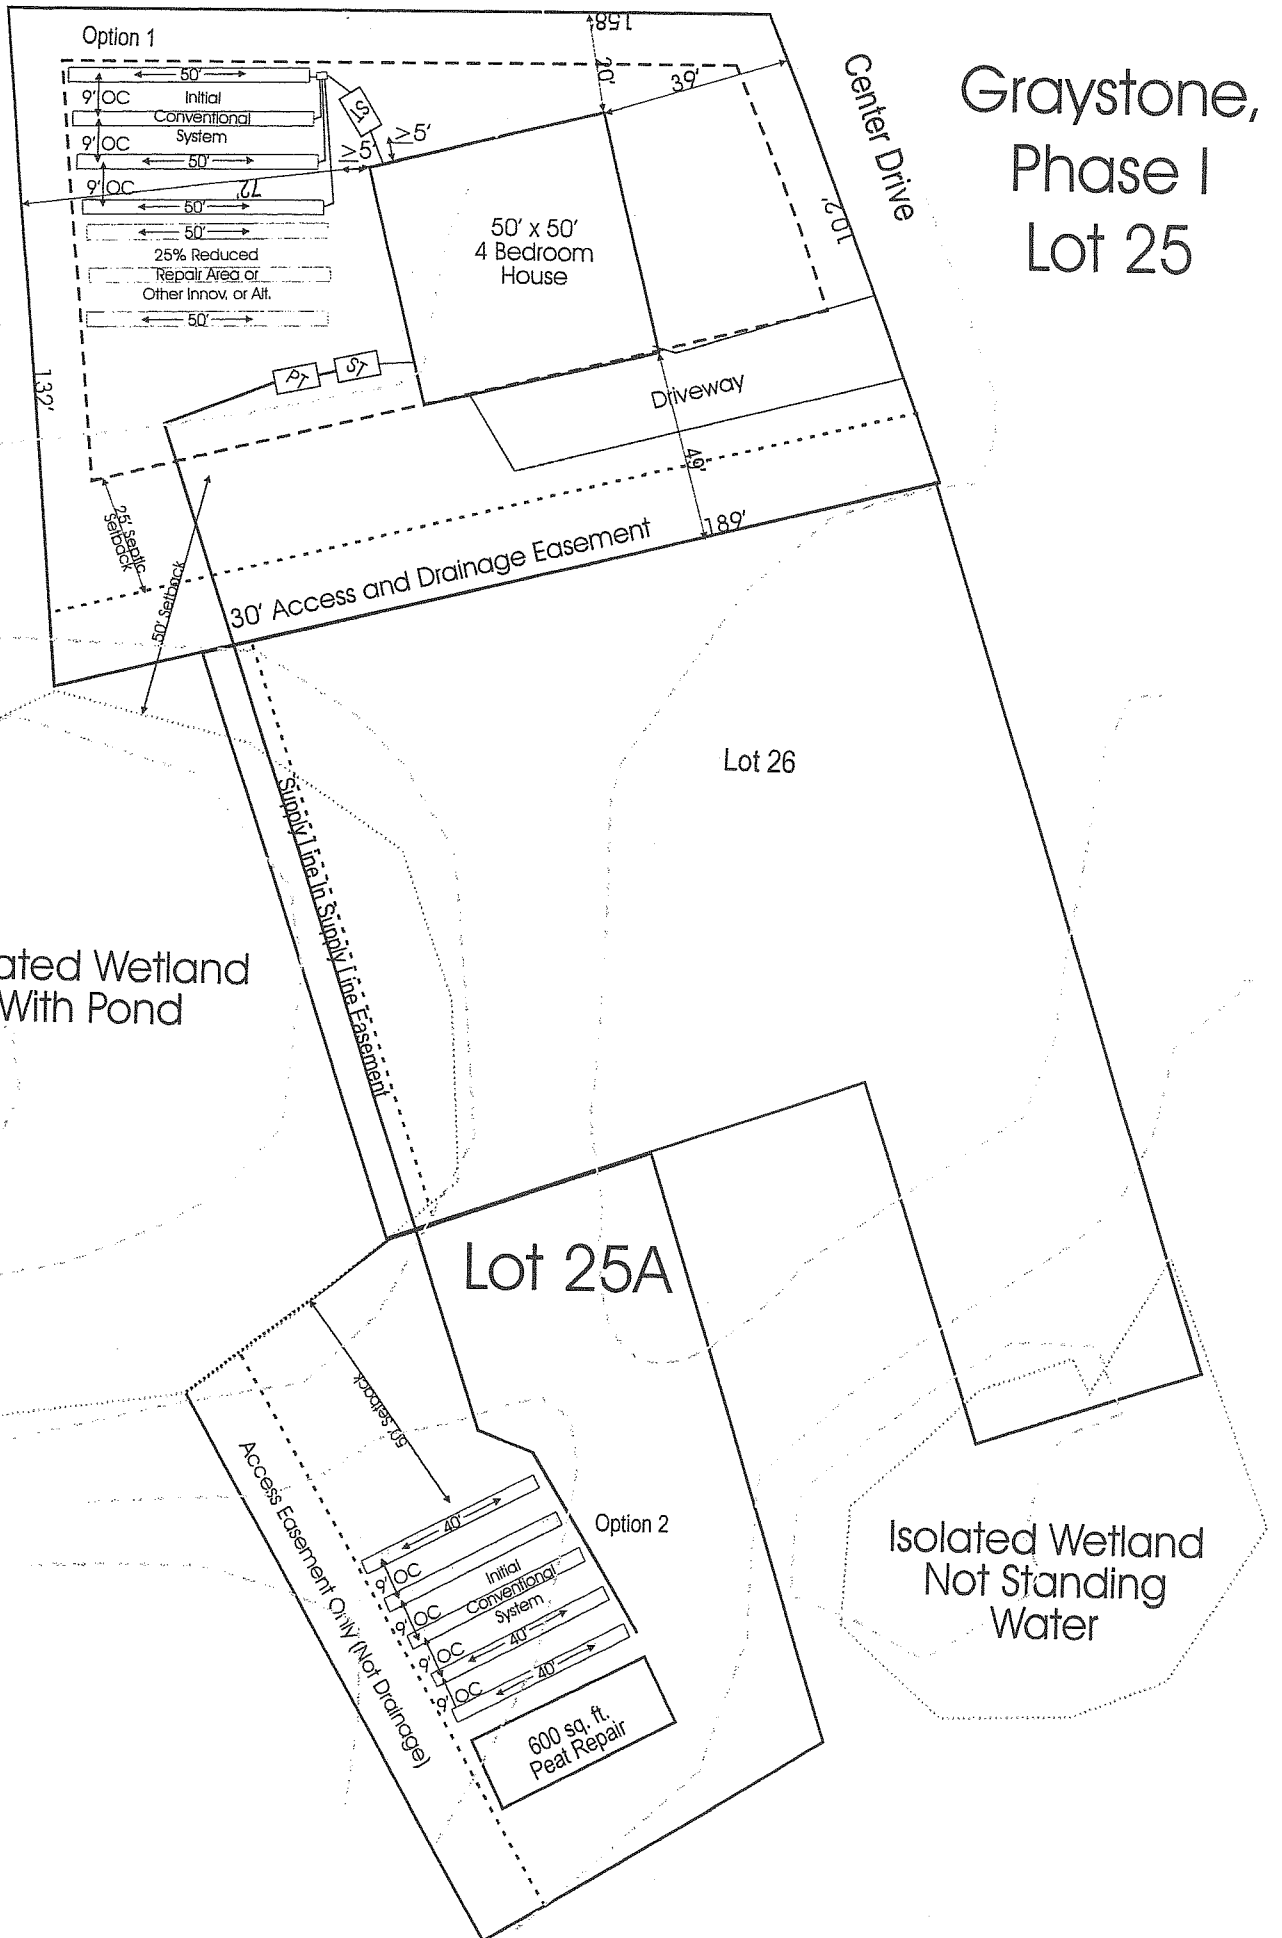 Graystone,
Phase I
Lot 25
Option 1
158'
20'
39'
Center Drive
102'
50'
9' OC
Initial
Conventional
9' OC
System
50'
9' OC
72'
50'
50'
25% Reduced
Repair Area or
Other Innov. or Alt.
50'
ST
≥5'
≥5'
50' x 50'
4 Bedroom
House
132'
PT
ST
Driveway
49'
25' Septic
Setback
50' Setback
189'
30' Access and Drainage Easement
Lot 26
Supply Line In Supply Line Easement
ated Wetland
With Pond
Lot 25A
50' setback
Access Easement Only (Not Drainage)
Option 2
40'
9' OC
Initial
Conventional
System
9' OC
40'
9' OC
40'
9' OC
600 sq. ft.
Peat Repair
Isolated Wetland
Not Standing
Water